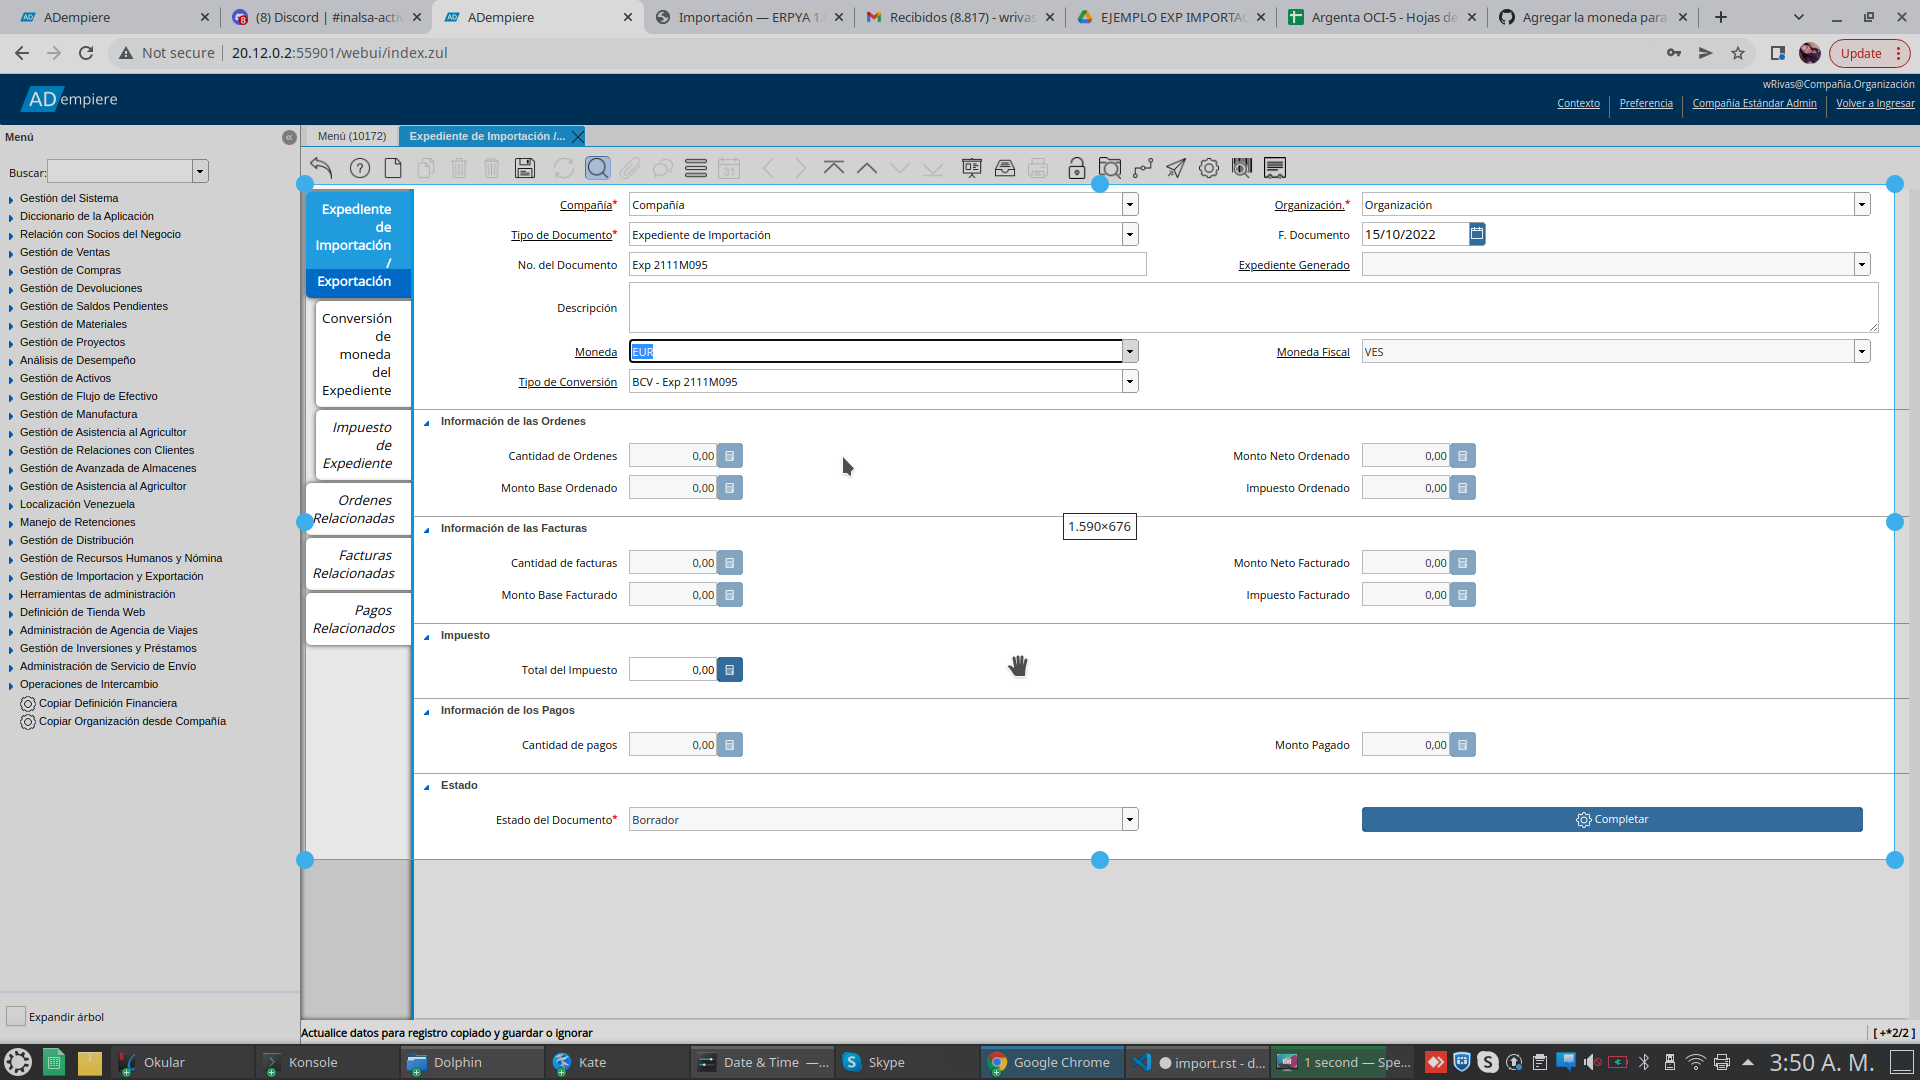 ADempiere
(8) Discord | #inalsa-activ
ADempiere
Importación — ERPYA 1.
Recibidos (8.817) - wrivas
EJEMPLO EXP IMPORTAC
Argenta OCI-5 - Hojas de
Agregar la moneda para
Not secure
20.12.0.2:55901/webui/index.zul
Update
ADempiere
wRivas@Compañía.Organización
Contexto
Preferencia
Compañía Estándar Admin
Volver a Ingresar
Menú
Buscar:
Gestión del Sistema
Diccionario de la Aplicación
Relación con Socios del Negocio
Gestión de Ventas
Gestión de Compras
Gestión de Devoluciones
Gestión de Saldos Pendientes
Gestión de Materiales
Gestión de Proyectos
Análisis de Desempeño
Gestión de Activos
Gestión de Flujo de Efectivo
Gestión de Manufactura
Gestión de Asistencia al Agricultor
Gestión de Relaciones con Clientes
Gestión de Avanzada de Almacenes
Gestión de Asistencia al Agricultor
Localización Venezuela
Manejo de Retenciones
Gestión de Distribución
Gestión de Recursos Humanos y Nómina
Gestión de Importacion y Exportación
Herramientas de administración
Definición de Tienda Web
Administración de Agencia de Viajes
Gestión de Inversiones y Préstamos
Administración de Servicio de Envío
Operaciones de Intercambio
Copiar Definición Financiera
Copiar Organización desde Compañía
Expandir árbol
Menú (10172)
Expediente de Importación /...
31
Expediente
de
Importación
/
Exportación
Conversión
de
moneda
del
Expediente
Impuesto
de
Expediente
Ordenes
Relacionadas
Facturas
Relacionadas
Pagos
Relacionados
Compañía*
Compañía
Organización.*
Organización
Tipo de Documento*
Expediente de Importación
F. Documento
15/10/2022
No. del Documento
Exp 2111M095
Expediente Generado
Descripción
Moneda
EUR
Moneda Fiscal
VES
Tipo de Conversión
BCV - Exp 2111M095
Información de las Ordenes
Cantidad de Ordenes
0,00
Monto Neto Ordenado
0,00
Monto Base Ordenado
0,00
Impuesto Ordenado
0,00
1.590×676
Información de las Facturas
Cantidad de facturas
0,00
Monto Neto Facturado
0,00
Monto Base Facturado
0,00
Impuesto Facturado
0,00
Impuesto
Total del Impuesto
0,00
Información de los Pagos
Cantidad de pagos
0,00
Monto Pagado
0,00
Estado
Estado del Documento*
Borrador
Completar
Actualice datos para registro copiado y guardar o ignorar
[ +*2/2 ]
Okular
Konsole
Dolphin
Kate
Date & Time —...
Skype
Google Chrome
import.rst - d...
1 second — Spe...
3:50 A. M.